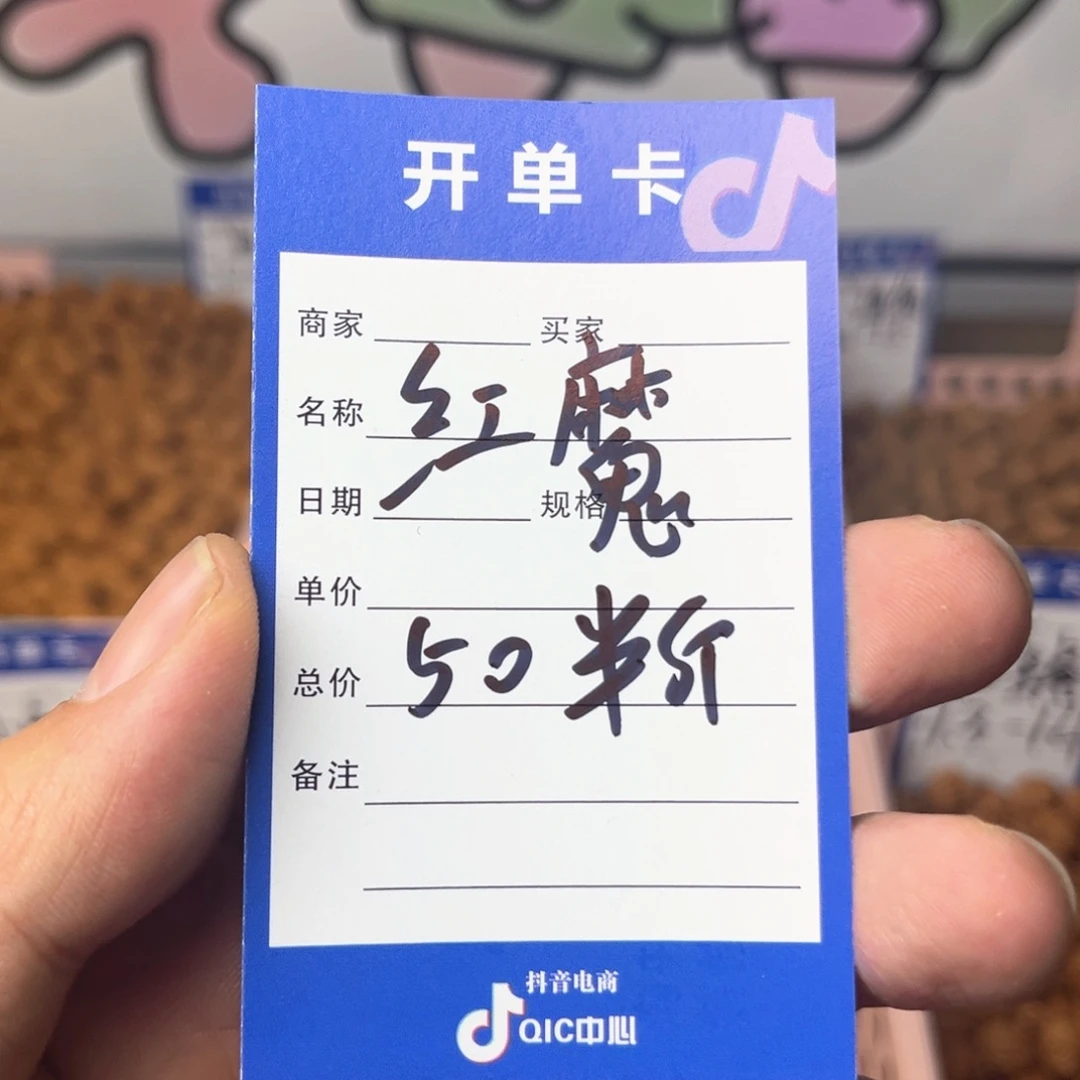 开单卡
商家 买家
名称 红魔
日期 规格
单价
总价 50半斤
备注
抖音电商
QIC中心